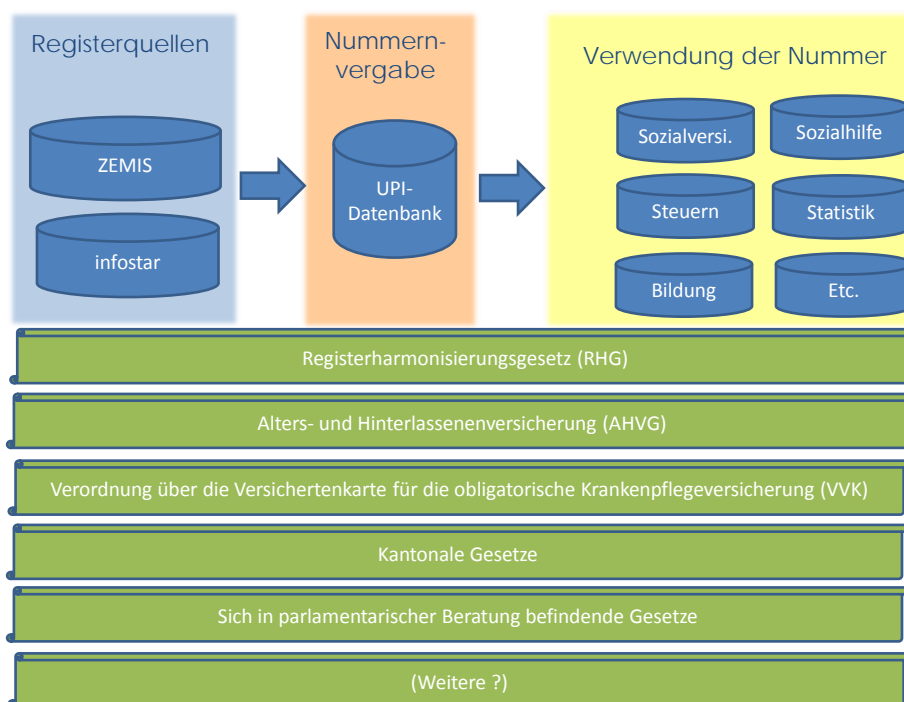 Registerquellen
ZEMIS
infostar
Nummern-
vergabe
UPI-
Datenbank
Verwendung der Nummer
Sozialversi.
Sozialhilfe
Steuern
Statistik
Bildung
Etc.
Registerharmonisierungsgesetz (RHG)
Alters- und Hinterlassenenversicherung (AHVG)
Verordnung über die Versichertenkarte für die obligatorische Krankenpflegeversicherung (VVK)
Kantonale Gesetze
Sich in parlamentarischer Beratung befindende Gesetze
(Weitere ?)